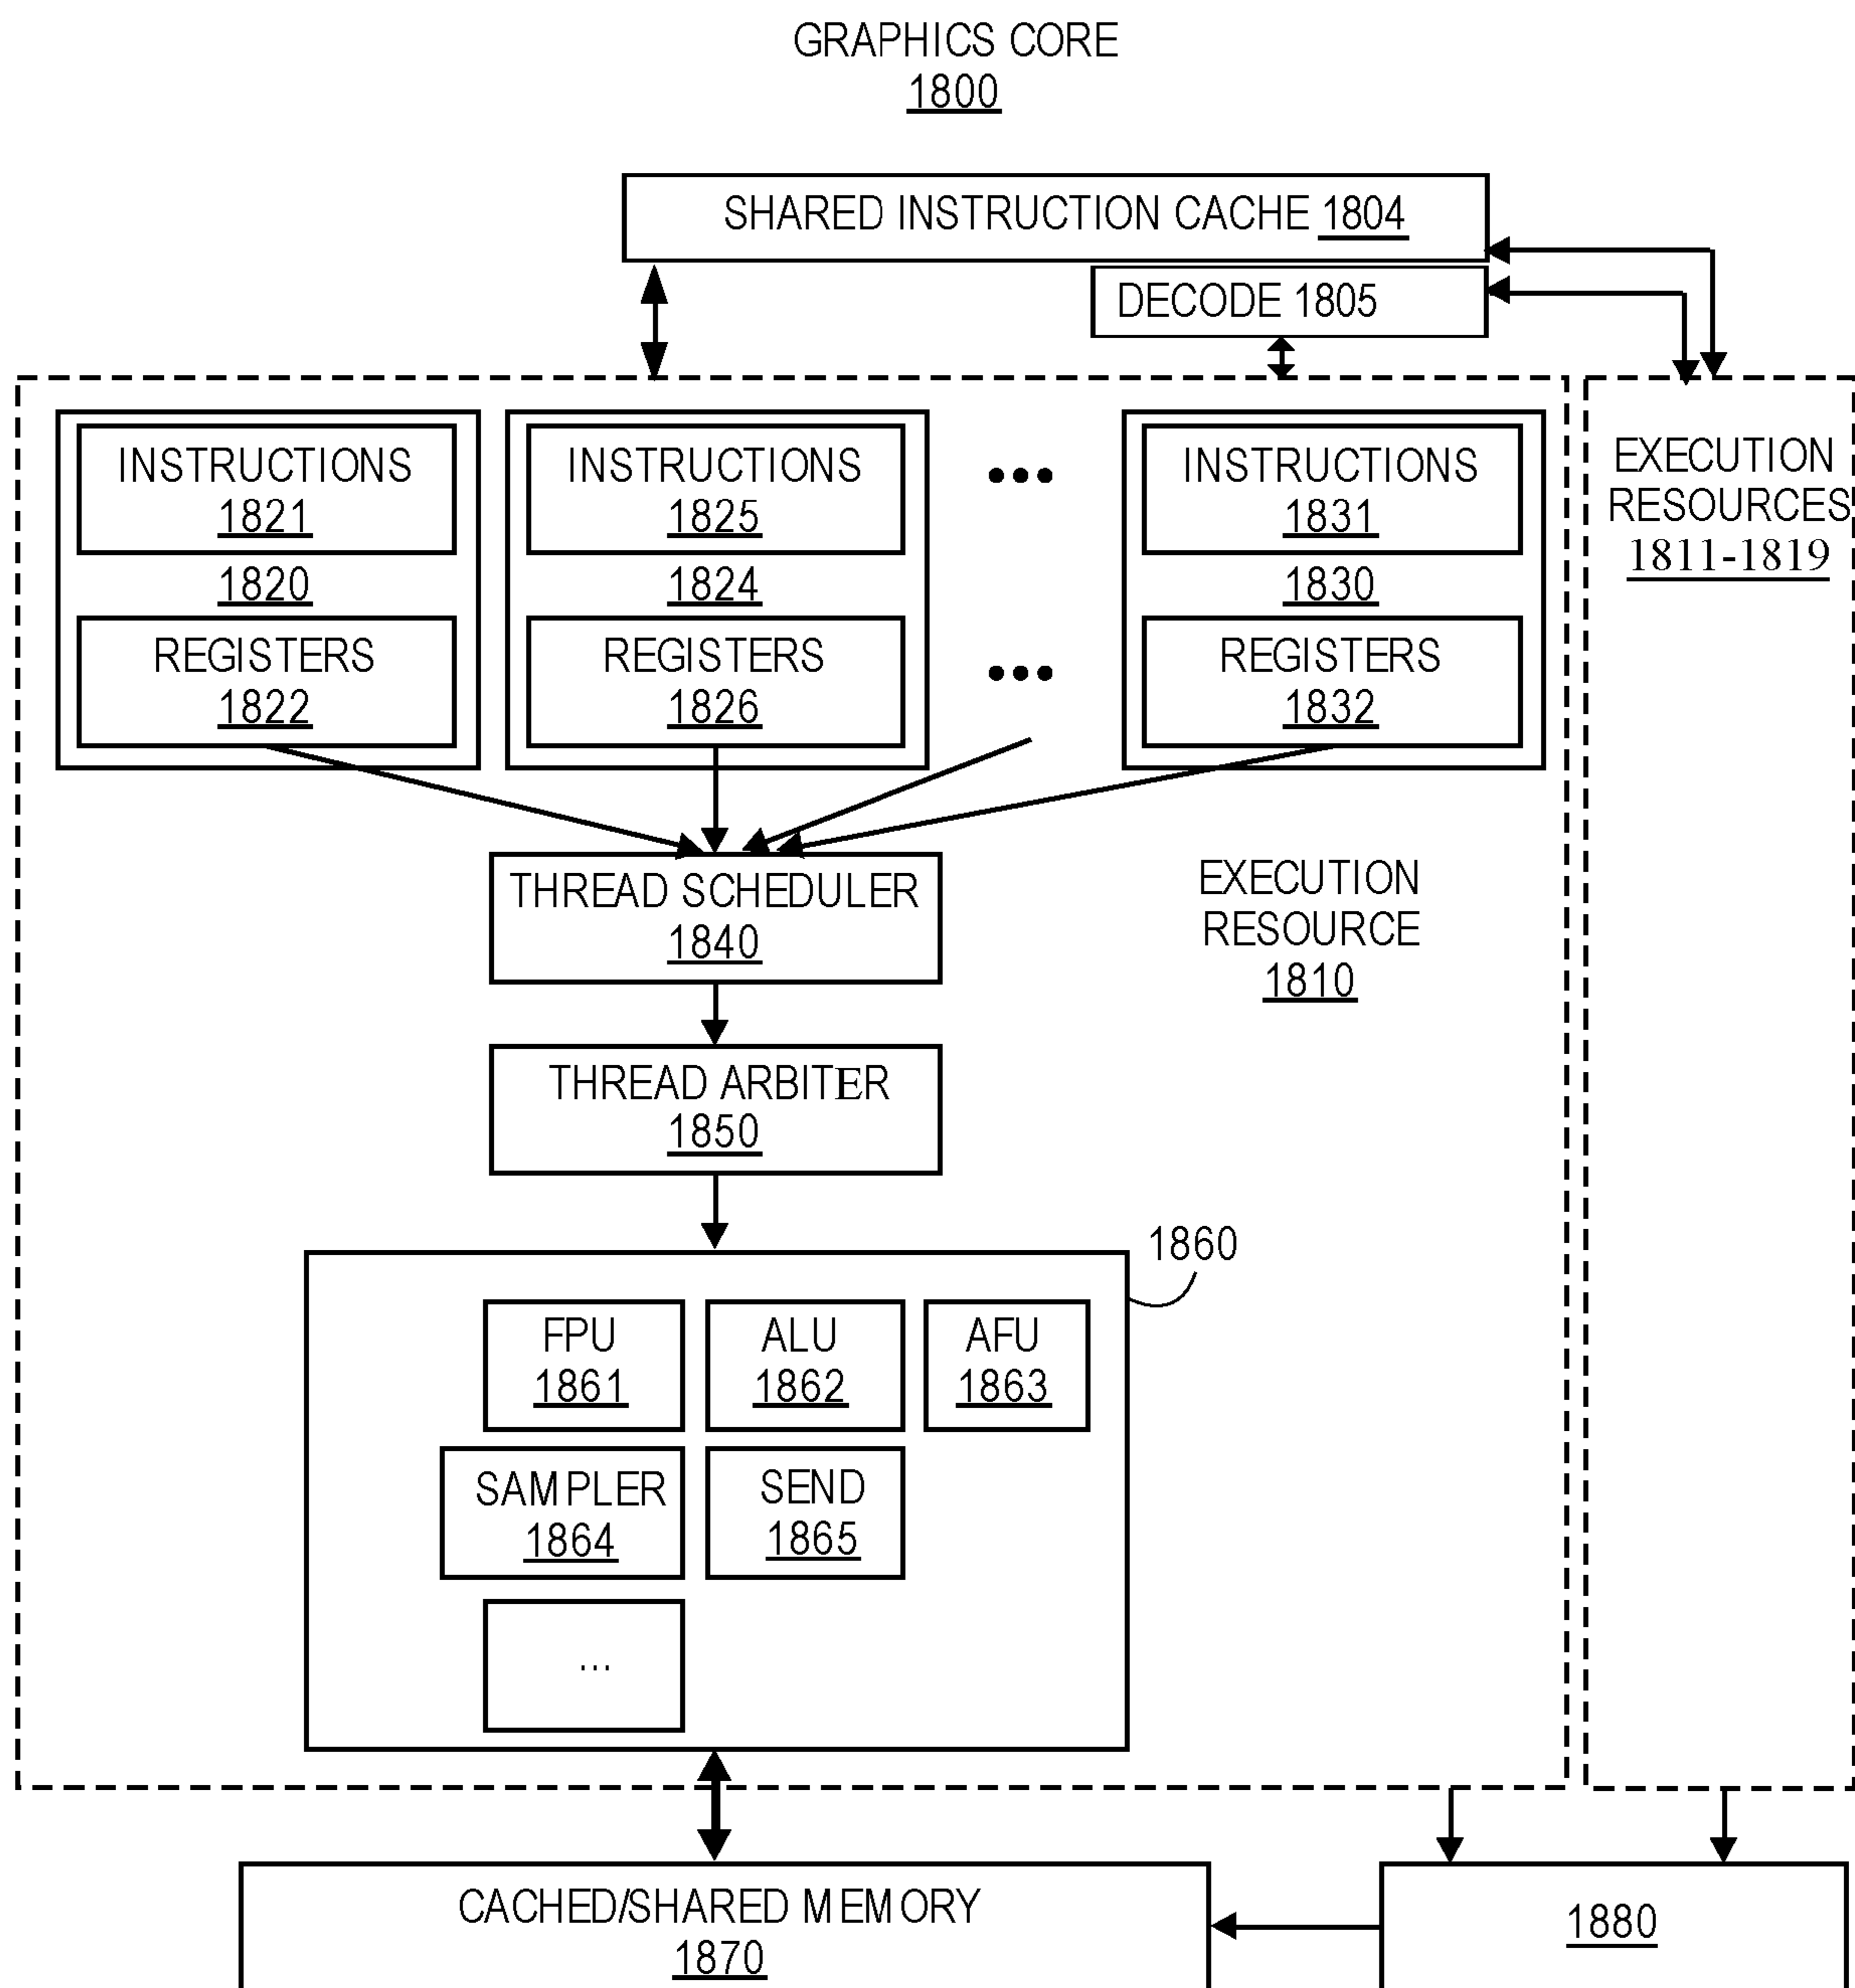 GRAPHICS CORE
1800
SHARED INSTRUCTION CACHE 1804
DECODE 1805
INSTRUCTIONS
1821
1820
REGISTERS
1822
INSTRUCTIONS
1825
1824
REGISTERS
1826
•••
•••
INSTRUCTIONS
1831
1830
REGISTERS
1832
EXECUTION
RESOURCES
1811-1819
THREAD SCHEDULER
1840
EXECUTION
RESOURCE
1810
THREAD ARBITER
1850
1860
FPU
1861
ALU
1862
AFU
1863
SAMPLER
1864
SEND
1865
...
CACHED/SHARED MEMORY
1870
1880